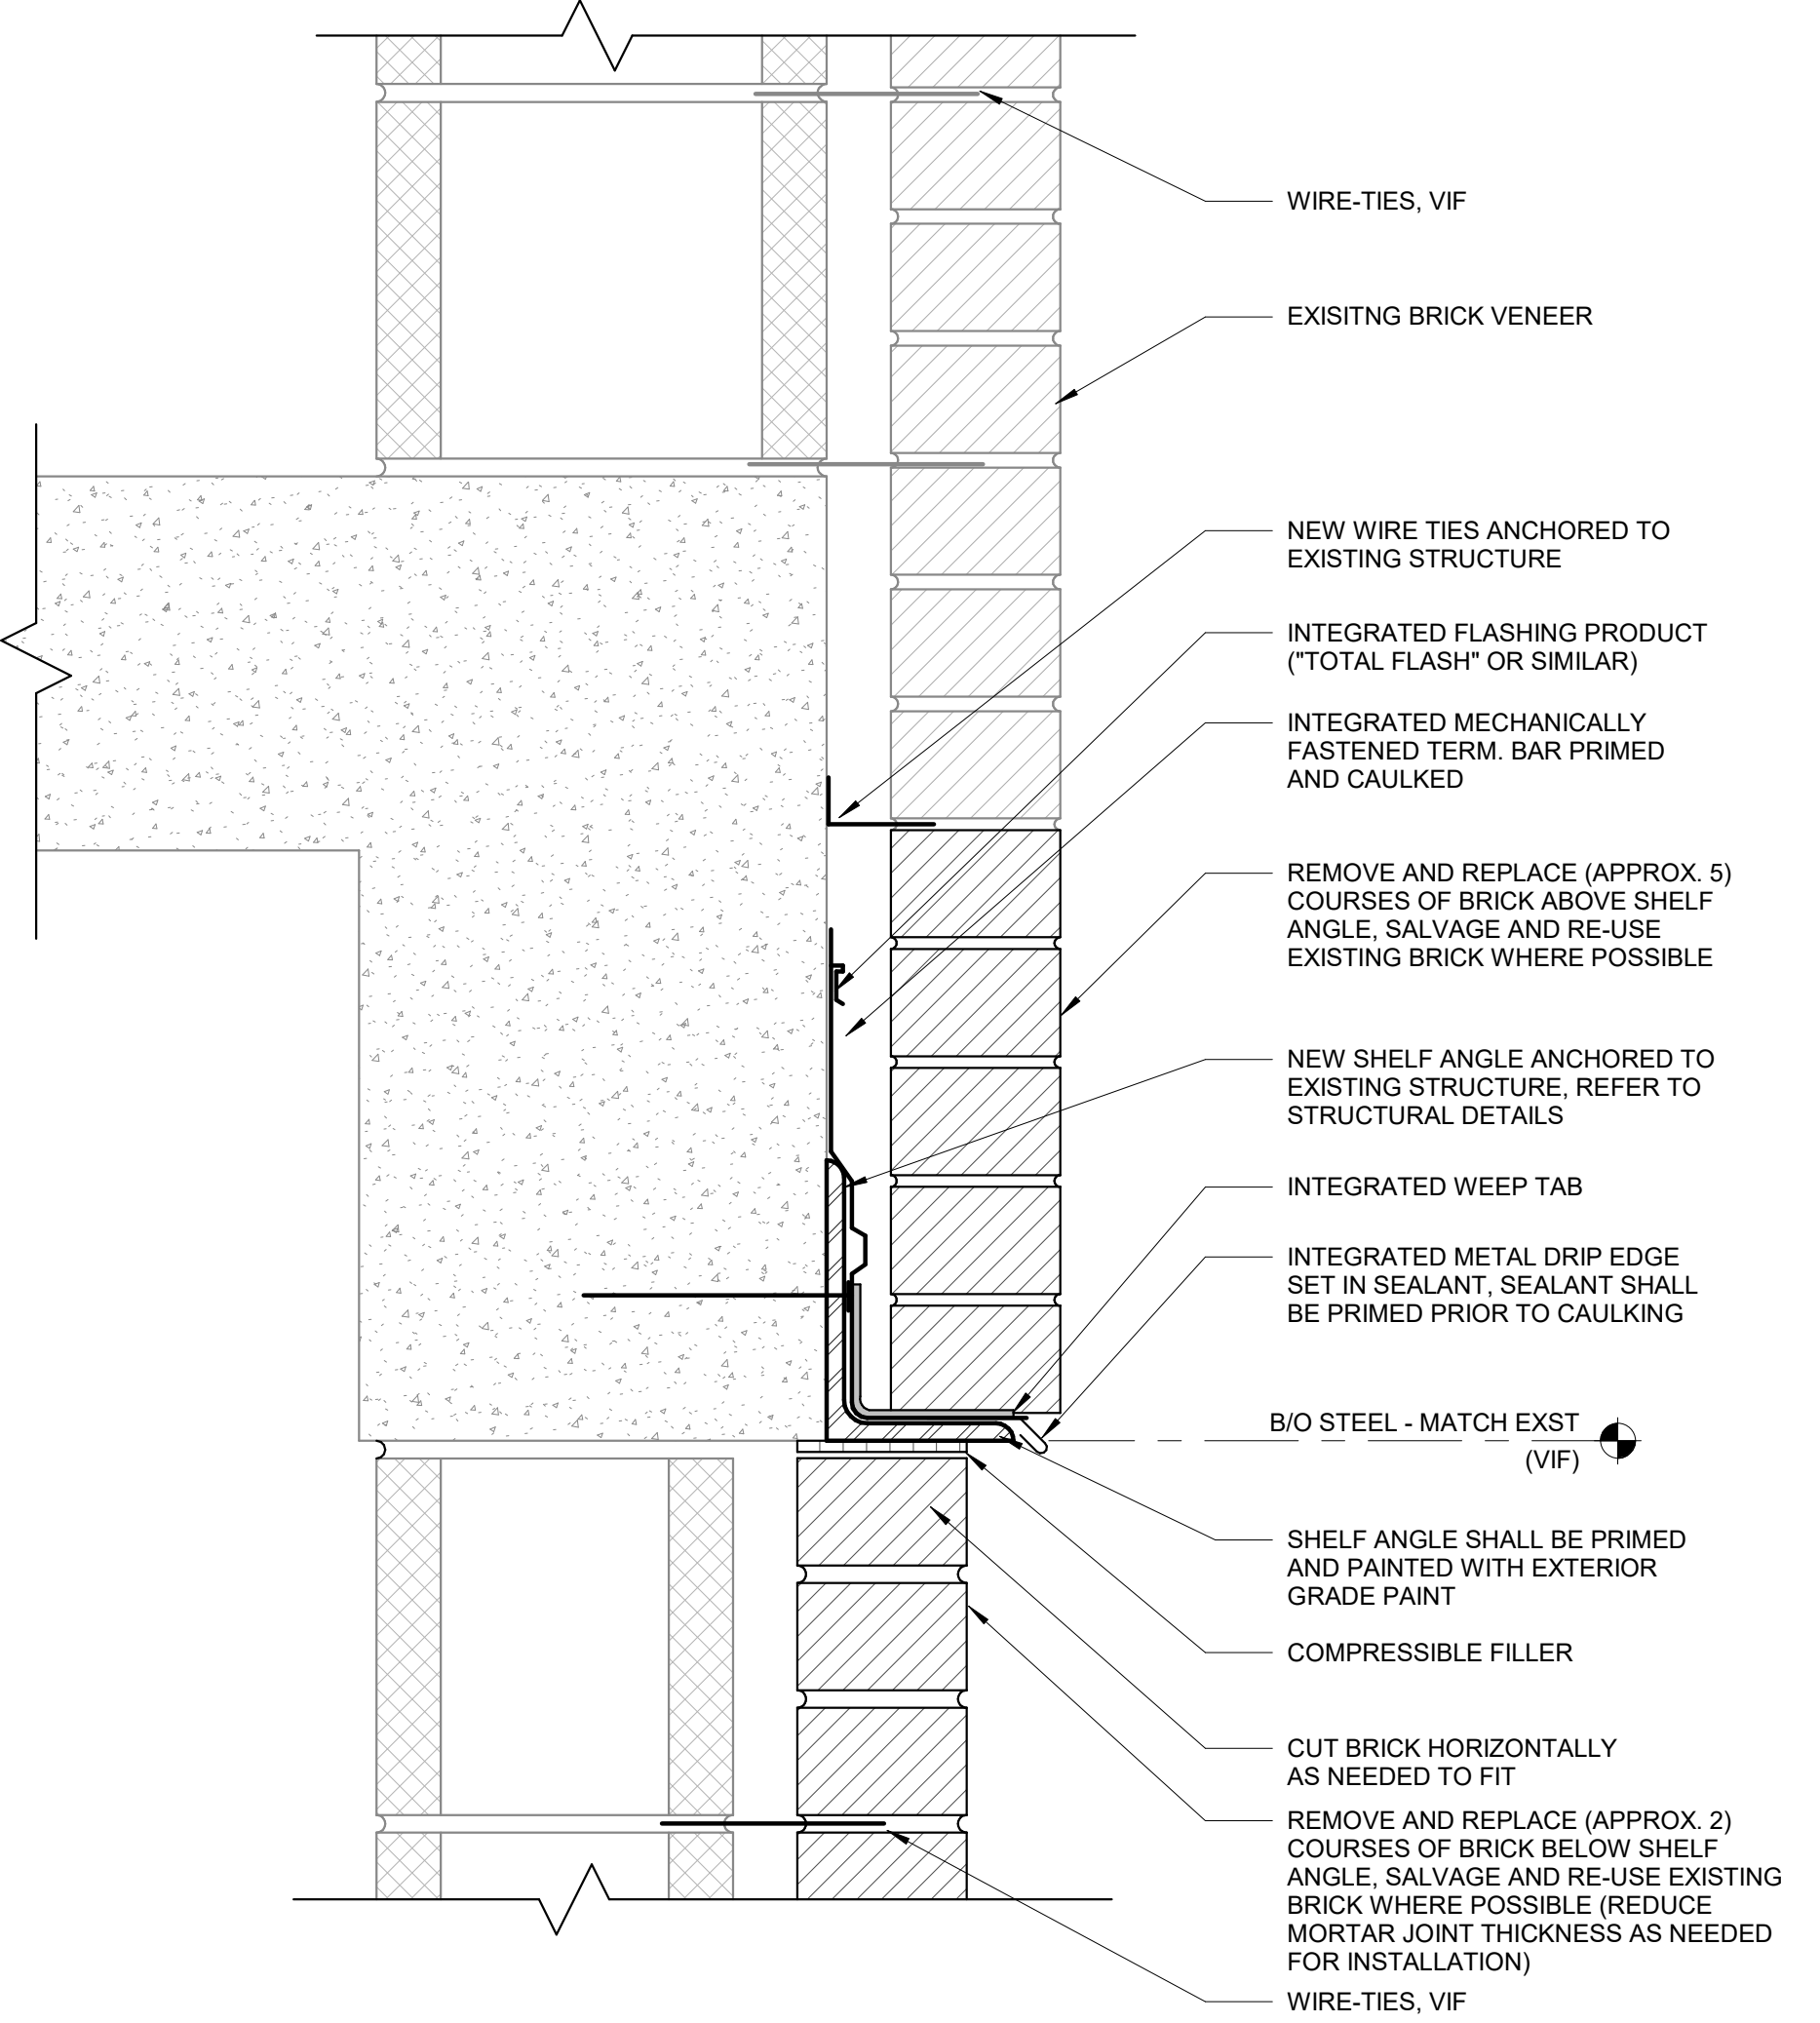 WIRE-TIES, VIF
EXISITNG BRICK VENEER
NEW WIRE TIES ANCHORED TO
EXISTING STRUCTURE
INTEGRATED FLASHING PRODUCT
("TOTAL FLASH" OR SIMILAR)
INTEGRATED MECHANICALLY
FASTENED TERM. BAR PRIMED
AND CAULKED
REMOVE AND REPLACE (APPROX. 5)
COURSES OF BRICK ABOVE SHELF
ANGLE, SALVAGE AND RE-USE
EXISTING BRICK WHERE POSSIBLE
NEW SHELF ANGLE ANCHORED TO
EXISTING STRUCTURE, REFER TO
STRUCTURAL DETAILS
INTEGRATED WEEP TAB
INTEGRATED METAL DRIP EDGE
SET IN SEALANT, SEALANT SHALL
BE PRIMED PRIOR TO CAULKING
B/O STEEL - MATCH EXST
(VIF)
SHELF ANGLE SHALL BE PRIMED
AND PAINTED WITH EXTERIOR
GRADE PAINT
COMPRESSIBLE FILLER
CUT BRICK HORIZONTALLY
AS NEEDED TO FIT
REMOVE AND REPLACE (APPROX. 2)
COURSES OF BRICK BELOW SHELF
ANGLE, SALVAGE AND RE-USE EXISTING
BRICK WHERE POSSIBLE (REDUCE
MORTAR JOINT THICKNESS AS NEEDED
FOR INSTALLATION)
WIRE-TIES, VIF